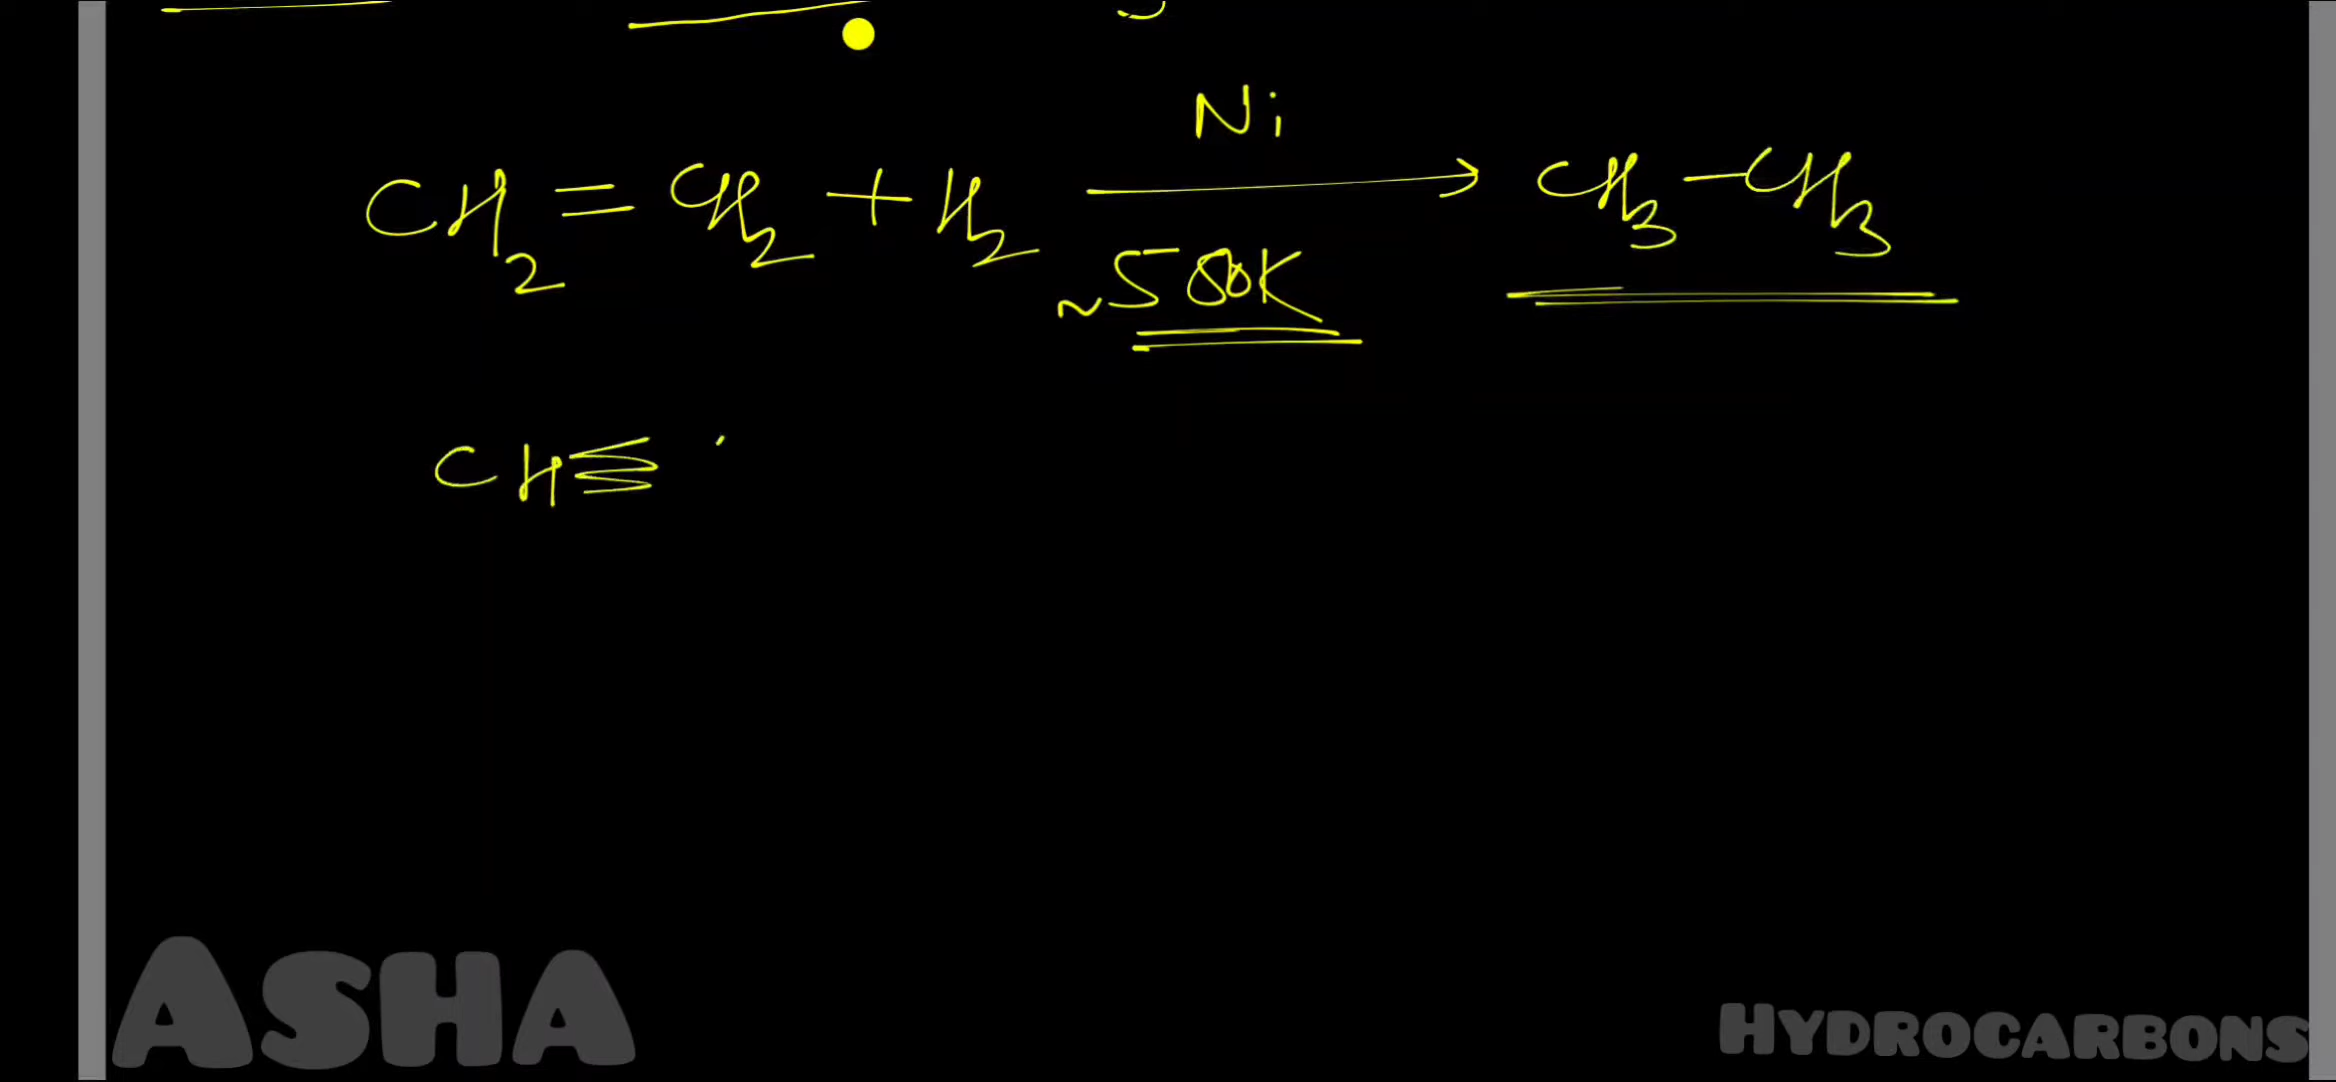 Ni
CH₂ = CH₂ + H₂ → CH₃ – CH₃
~500K
CH ≡
ASHA
HYDROCARBONS